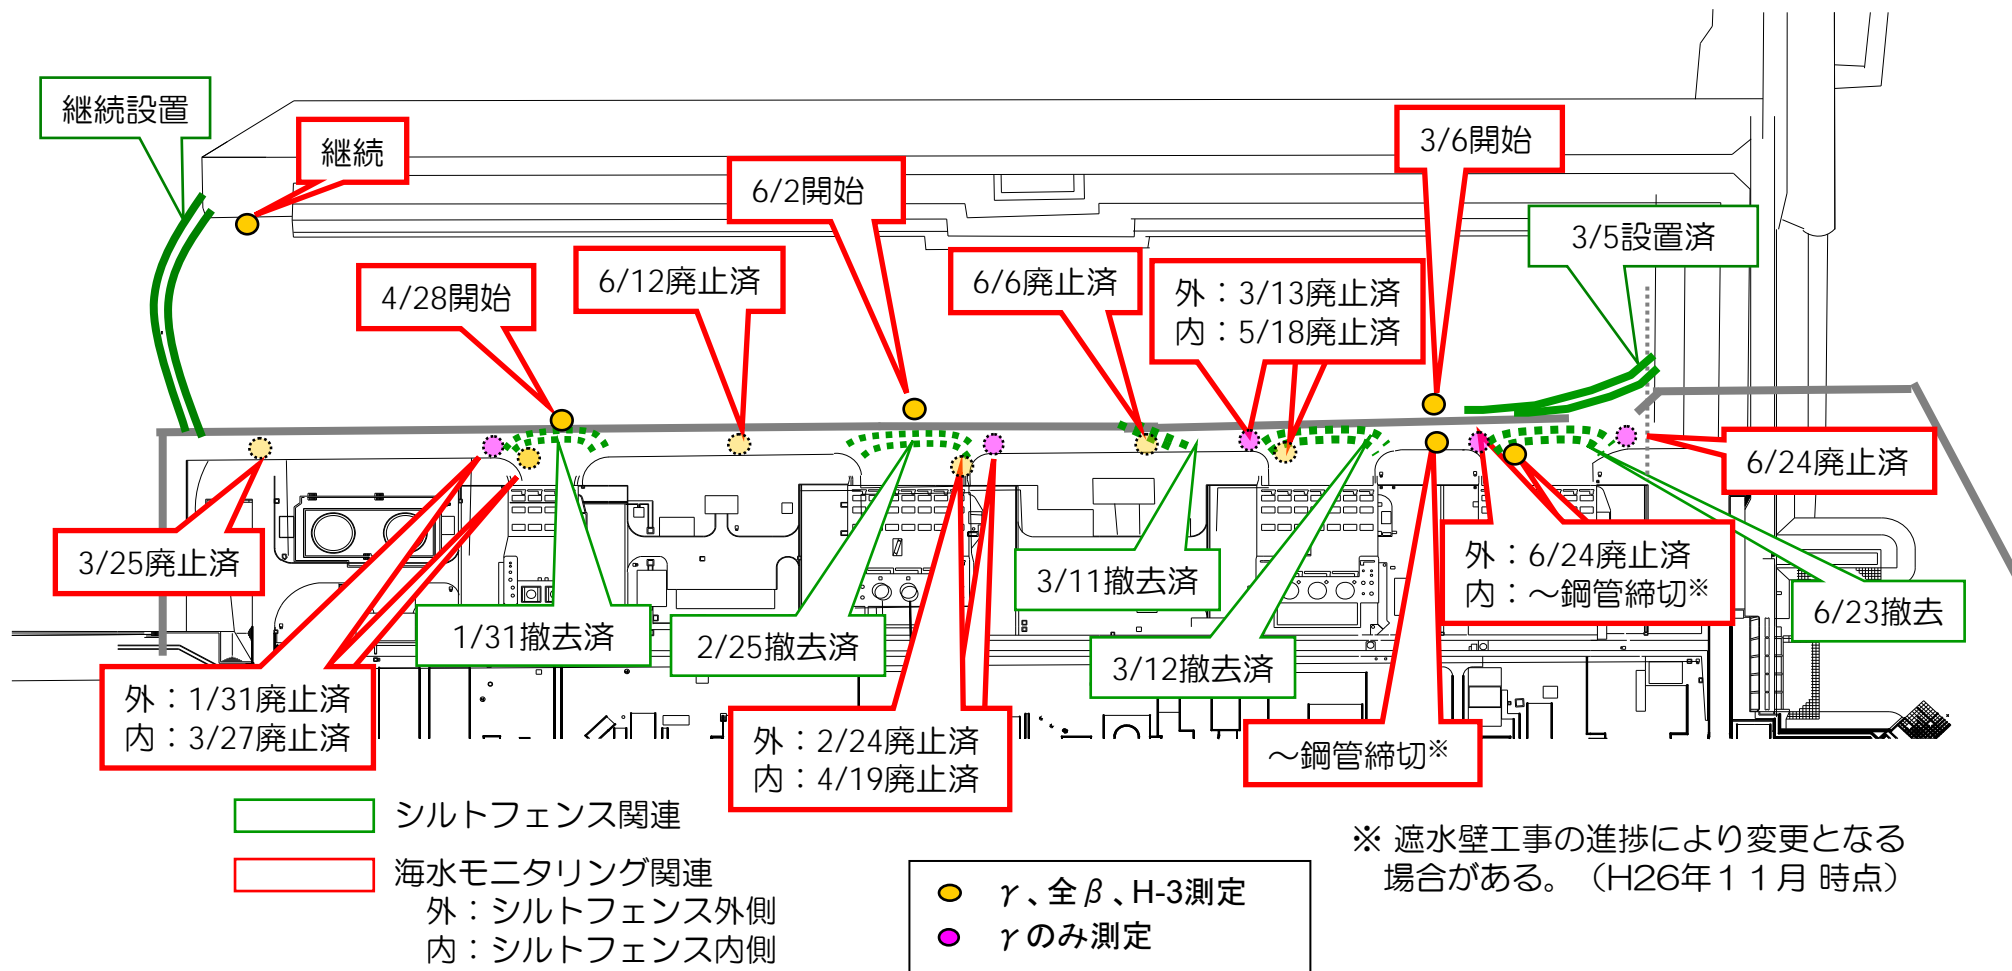 継続設置
継続
3/6開始
6/2開始
3/5設置済
6/12廃止済
6/6廃止済
外：3/13廃止済
内：5/18廃止済
4/28開始
6/24廃止済
3/25廃止済
3/11撤去済
外：6/24廃止済
内：～鋼管締切※
6/23撤去
1/31撤去済
2/25撤去済
3/12撤去済
外：1/31廃止済
内：3/27廃止済
外：2/24廃止済
内：4/19廃止済
～鋼管締切※
シルトフェンス関連
海水モニタリング関連
外：シルトフェンス外側
内：シルトフェンス内側
γ、全β、H-3測定
γのみ測定
※ 遮水壁工事の進捗により変更となる
場合がある。（H26年１１月 時点）